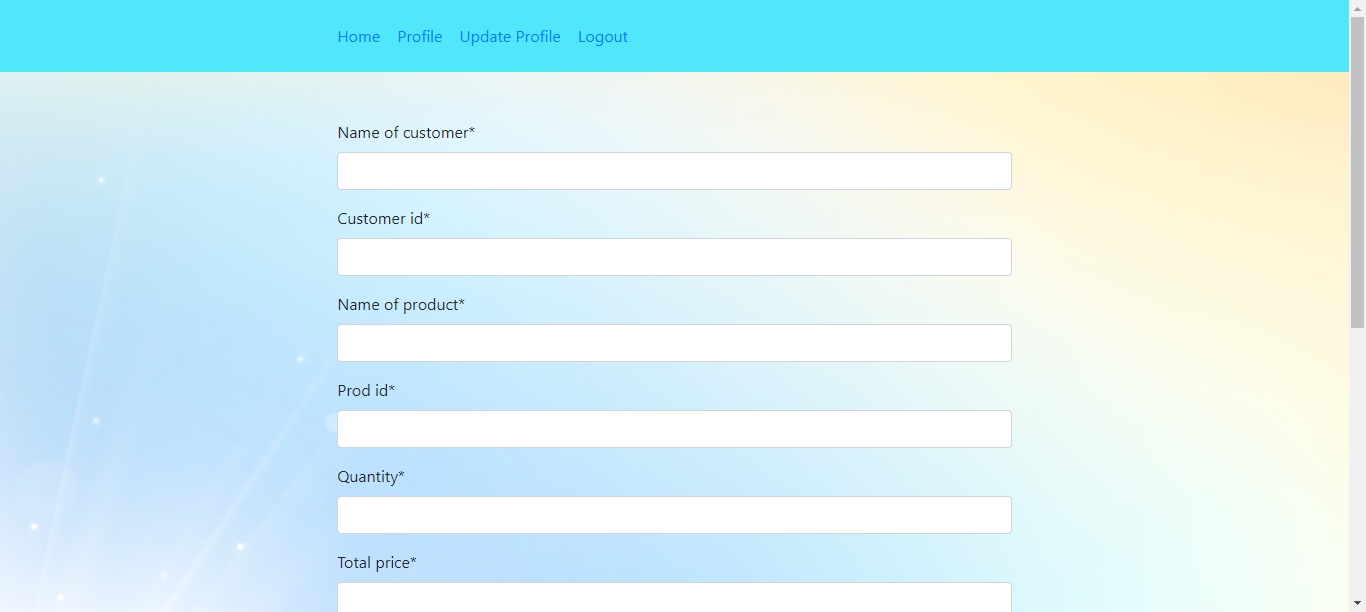 Home Profile Update Profile Logout
Name of customer*
Customer id*
Name of product*
Prod id*
Quantity*
Total price*